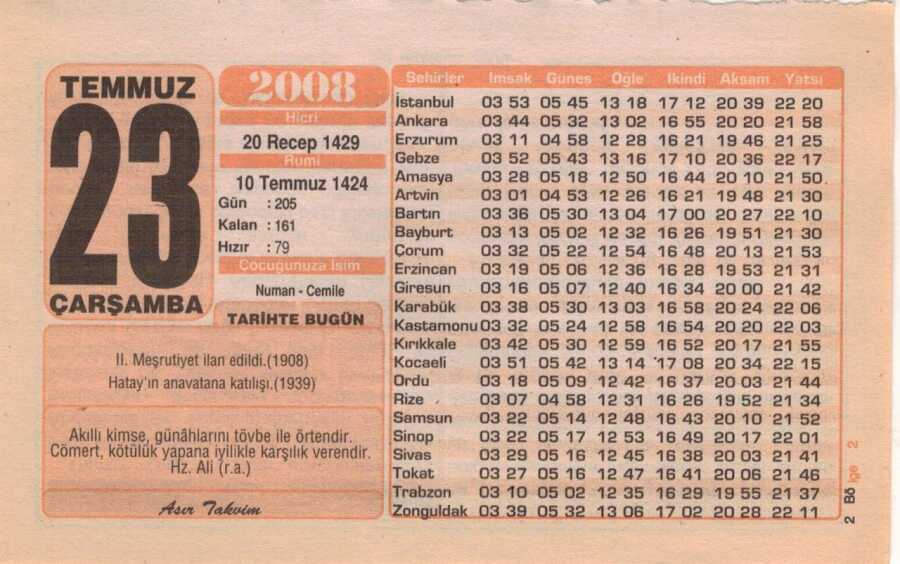 TEMMUZ
23
ÇARŞAMBA
2008
Hicri
20 Recep 1429
Rumi
10 Temmuz 1424
Gün : 205
Kalan : 161
Hızır : 79
Çocuğunuza İsim
Numan - Cemile
TARİHTE BUGÜN
II. Meşrutiyet ilan edildi.(1908)
Hatay'ın anavatana katılışı.(1939)
Akıllı kimse, günâhlarını tövbe ile örtendir.
Cömert, kötülük yapana iyilikle karşılık verendir.
Hz. Ali (r.a.)
Asır Takvim
Şehirler İmsak Güneş Öğle İkindi Akşam Yatsı
İstanbul 03 53 05 45 13 18 17 12 20 39 22 20
Ankara 03 44 05 32 13 02 16 55 20 20 21 58
Erzurum 03 11 04 58 12 28 16 21 19 46 21 25
Gebze 03 52 05 43 13 16 17 10 20 36 22 17
Amasya 03 28 05 18 12 50 16 44 20 10 21 50
Artvin 03 01 04 53 12 26 16 21 19 48 21 30
Bartın 03 36 05 30 13 04 17 00 20 27 22 10
Bayburt 03 13 05 02 12 32 16 26 19 51 21 30
Çorum 03 32 05 22 12 54 16 48 20 13 21 53
Erzincan 03 19 05 06 12 36 16 28 19 53 21 31
Giresun 03 16 05 07 12 40 16 34 20 00 21 42
Karabük 03 38 05 30 13 03 16 58 20 24 22 06
Kastamonu 03 32 05 24 12 58 16 54 20 20 22 03
Kırıkkale 03 42 05 30 12 59 16 52 20 17 21 55
Kocaeli 03 51 05 42 13 14 17 08 20 34 22 15
Ordu 03 18 05 09 12 42 16 37 20 03 21 44
Rize 03 07 04 58 12 31 16 26 19 52 21 34
Samsun 03 22 05 14 12 48 16 43 20 10 21 52
Sinop 03 22 05 17 12 53 16 49 20 17 22 01
Sivas 03 29 05 16 12 45 16 38 20 03 21 41
Tokat 03 27 05 16 12 47 16 41 20 06 21 46
Trabzon 03 10 05 02 12 35 16 29 19 55 21 37
Zonguldak 03 39 05 32 13 06 17 02 20 28 22 11
2 Bölge 2